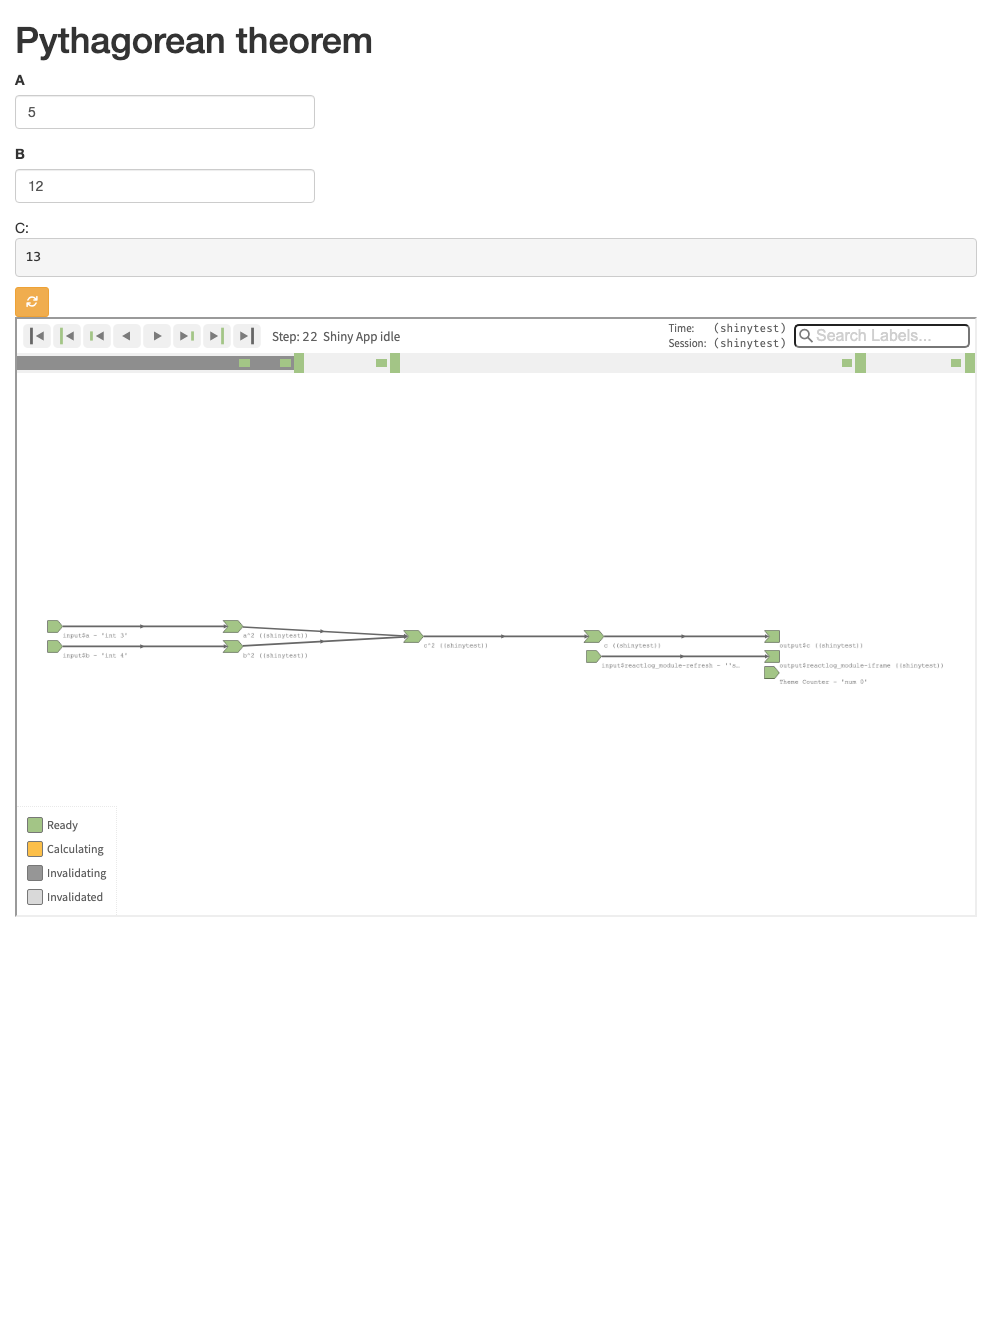 Pythagorean theorem
A
5
B
12
C:
13
Step: 22 Shiny App idle
Time: (shinytest)
Session: (shinytest)
Search Labels...
input$a – 'int 3'
a^2 ((shinytest))
input$b – 'int 4'
b^2 ((shinytest))
c^2 ((shinytest))
c ((shinytest))
output$c ((shinytest))
input$reactlog_module-refresh – ''s…
output$reactlog_module-iframe ((shinytest))
Theme Counter – 'num 0'
Ready
Calculating
Invalidating
Invalidated